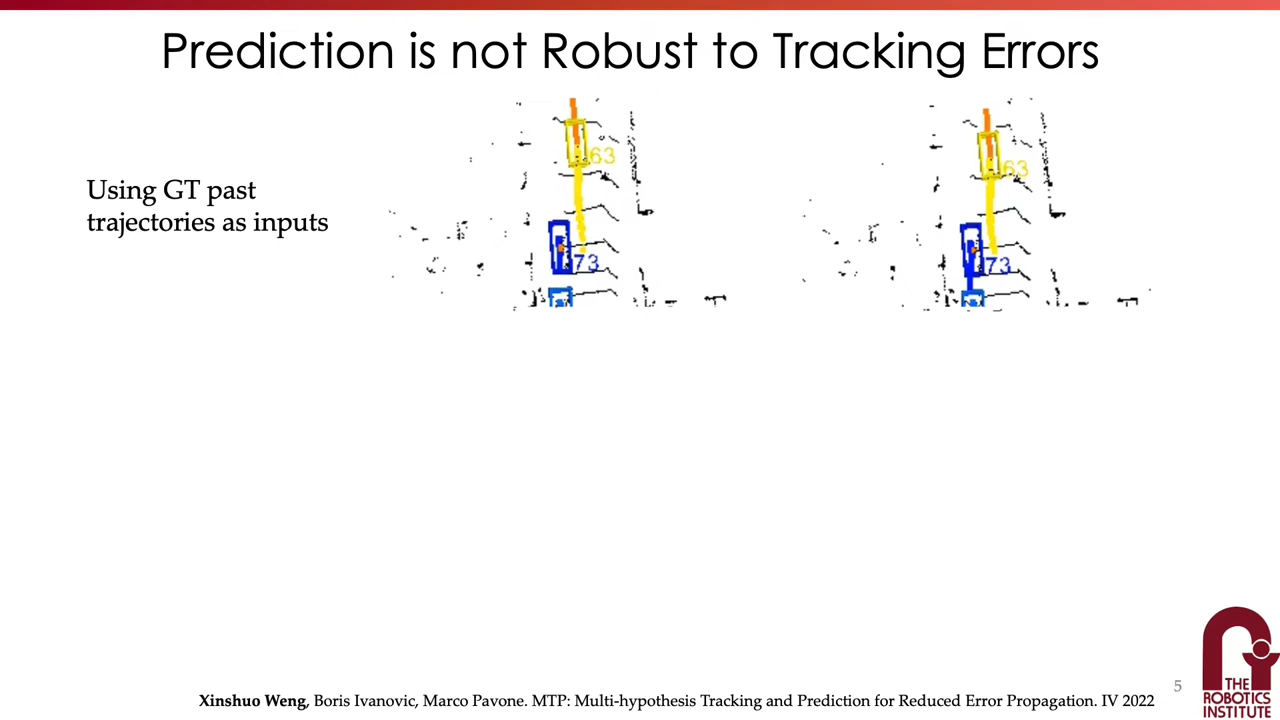 Prediction is not Robust to Tracking Errors
Using GT past
trajectories as inputs
63
73
63
73
Xinshuo Weng, Boris Ivanovic, Marco Pavone. MTP: Multi-hypothesis Tracking and Prediction for Reduced Error Propagation. IV 2022
5
THE
ROBOTICS
INSTITUTE